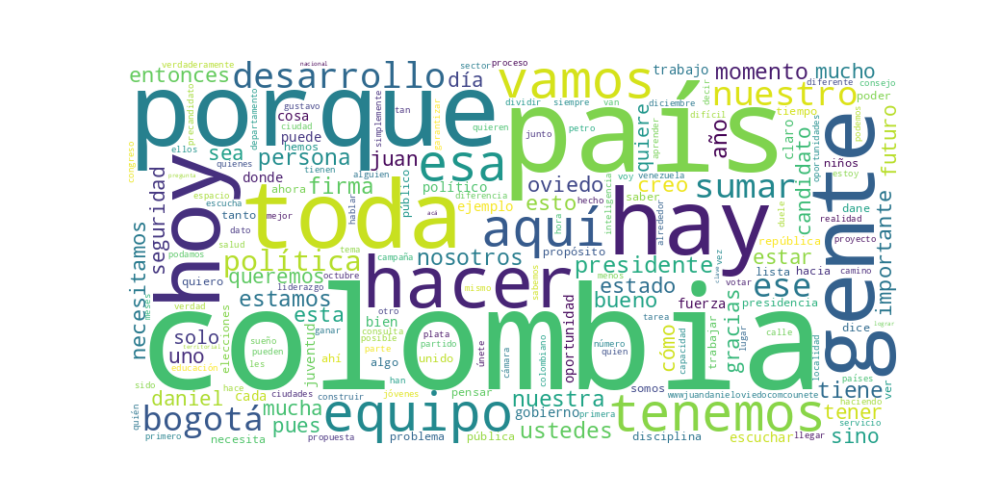 verdaderamente
nacional
sector
proceso
entonces
desarrollo
día
vamos
trabajo
momento
mucho
diferente
consejo
porque
país
nuestro
poder
precandidato
departamento
gustavo
cosa
ciudad
puede
simplemente
tan
garantizar
dividir
siempre
van
diciembre
decir
tiempo
podemos
congreso
ellos
sea
hemos
juan
esa
quieren
junto
petro
quiere
aprender
difícil
año
claro
oportunidades
gente
futuro
quienes
persona
tienen
alguien
público
hoy
pregunta
escucha
donde
ahora
firma
político
diferencia
oviedo
voy
venezuela
creo
sumar
candidato
niños
estoy
seguridad
espacio
tanto
hablar
toda
acá
ejemplo
esto
hora
hecho
inteligencia
saber
hay
duele
dane
realidad
importante
dato
mejor
aquí
alrededor
república
proyecto
necesitamos
salud
política
tema
campaña
nosotros
propósito
estar
podamos
queremos
octubre
hacer
sabemos
presidente
menos
lista
hacia
camino
vez
clave
meses
quiero
liderazgo
mismo
estado
ese
votar
verdad
estamos
bueno
fuerza
presidencia
tiene
dice
colombia
solo
esta
otro
ganar
consulta
plata
oportunidad
tarea
cómo
lugar
gracias
calle
localidad
uno
elecciones
sueño
pueden
les
juventud
ahí
bien
posible
partido
parte
algo
unido
únete
cámara
colombiano
número
quien
capacidad
trabajar
países
ver
territorial
educación
lograr
sido
daniel
hace
cada
ciudades
construir
jóvenes
han
pensar
nuestra
somos
wwwjuandanieloviedocomcounete
tener
haciendo
quién
bogotá
mucha
equipo
gobierno
primera
tenemos
servicio
primero
necesita
pues
propuesta
problema
pública
ustedes
disciplina
escuchar
llegar
sino